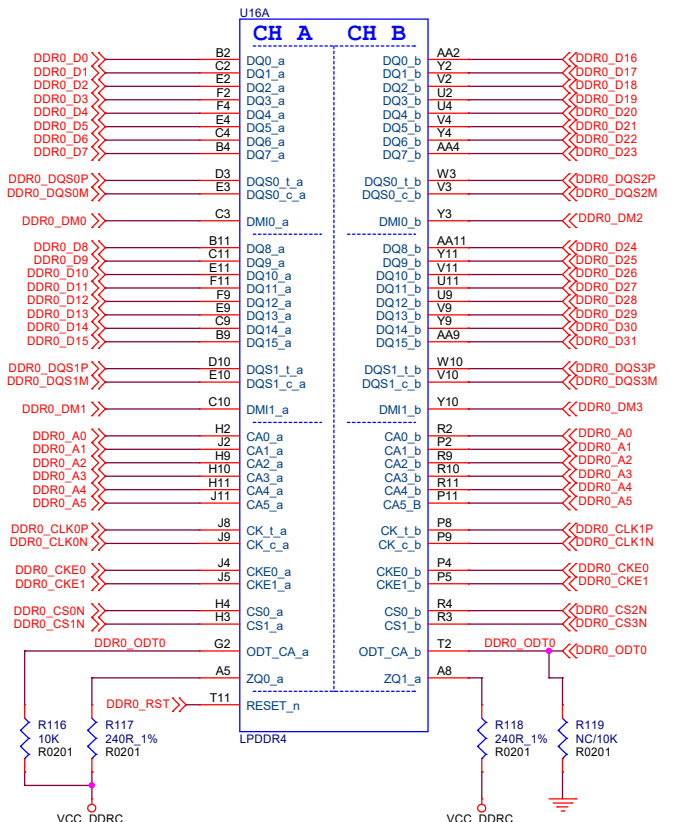 U16A
CH A CH B
DDR0_D0 B2 DQ0_a DQ0_b AA2 DDR0_D16
DDR0_D1 C2 DQ1_a DQ1_b Y2 DDR0_D17
DDR0_D2 E2 DQ2_a DQ2_b V2 DDR0_D18
DDR0_D3 F2 DQ3_a DQ3_b U2 DDR0_D19
DDR0_D4 F4 DQ4_a DQ4_b U4 DDR0_D20
DDR0_D5 E4 DQ5_a DQ5_b V4 DDR0_D21
DDR0_D6 C4 DQ6_a DQ6_b Y4 DDR0_D22
DDR0_D7 B4 DQ7_a DQ7_b AA4 DDR0_D23
DDR0_DQS0P D3 DQS0_t_a DQS0_t_b W3 DDR0_DQS2P
DDR0_DQS0M E3 DQS0_c_a DQS0_c_b V3 DDR0_DQS2M
DDR0_DM0 C3 DMI0_a DMI0_b Y3 DDR0_DM2
DDR0_D8 B11 DQ8_a DQ8_b AA11 DDR0_D24
DDR0_D9 C11 DQ9_a DQ9_b Y11 DDR0_D25
DDR0_D10 E11 DQ10_a DQ10_b V11 DDR0_D26
DDR0_D11 F11 DQ11_a DQ11_b U11 DDR0_D27
DDR0_D12 F9 DQ12_a DQ12_b U9 DDR0_D28
DDR0_D13 E9 DQ13_a DQ13_b V9 DDR0_D29
DDR0_D14 C9 DQ14_a DQ14_b Y9 DDR0_D30
DDR0_D15 B9 DQ15_a DQ15_b AA9 DDR0_D31
DDR0_DQS1P D10 DQS1_t_a DQS1_t_b W10 DDR0_DQS3P
DDR0_DQS1M E10 DQS1_c_a DQS1_c_b V10 DDR0_DQS3M
DDR0_DM1 C10 DMI1_a DMI1_b Y10 DDR0_DM3
DDR0_A0 H2 CA0_a CA0_b R2 DDR0_A0
DDR0_A1 J2 CA1_a CA1_b P2 DDR0_A1
DDR0_A2 H9 CA2_a CA2_b R9 DDR0_A2
DDR0_A3 H10 CA3_a CA3_b R10 DDR0_A3
DDR0_A4 H11 CA4_a CA4_b R11 DDR0_A4
DDR0_A5 J11 CA5_a CA5_B P11 DDR0_A5
DDR0_CLK0P J8 CK_t_a CK_t_b P8 DDR0_CLK1P
DDR0_CLK0N J9 CK_c_a CK_c_b P9 DDR0_CLK1N
DDR0_CKE0 J4 CKE0_a CKE0_b P4 DDR0_CKE0
DDR0_CKE1 J5 CKE1_a CKE1_b P5 DDR0_CKE1
DDR0_CS0N H4 CS0_a CS0_b R4 DDR0_CS2N
DDR0_CS1N H3 CS1_a CS1_b R3 DDR0_CS3N
DDR0_ODT0 G2 ODT_CA_a ODT_CA_b T2 DDR0_ODT0 DDR0_ODT0
A5 ZQ0_a ZQ1_a A8
DDR0_RST T11 RESET_n
R116 R117 R118 R119
10K 240R_1% 240R_1% NC/10K
R0201 R0201 R0201 R0201
LPDDR4
VCC_DDRC VCC_DDRC